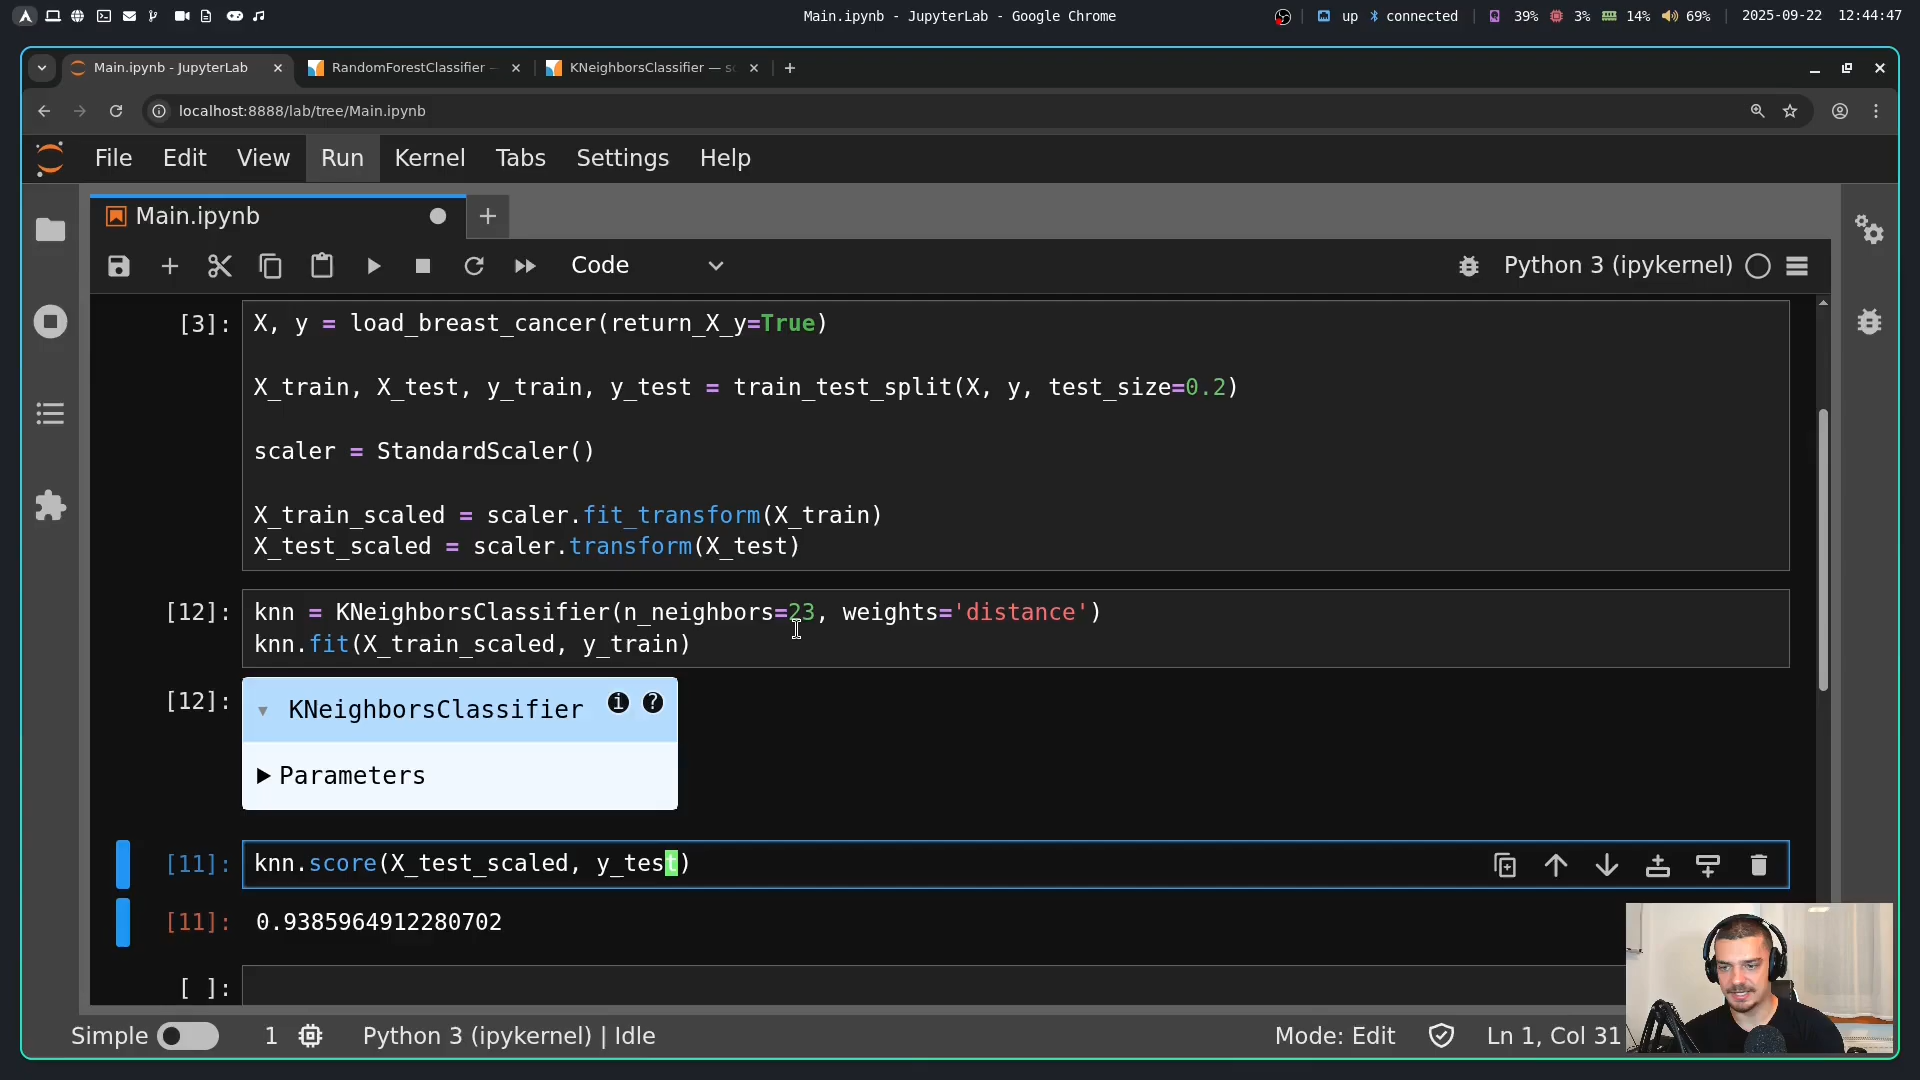 Main.ipynb - JupyterLab - Google Chrome
up connected 39% 3% 14% 69% 2025-09-22 12:44:47
Main.ipynb - JupyterLab RandomForestClassifier — KNeighborsClassifier — sc
localhost:8888/lab/tree/Main.ipynb
File Edit View Run Kernel Tabs Settings Help
Main.ipynb
Code Python 3 (ipykernel)
[3]: X, y = load_breast_cancer(return_X_y=True)
X_train, X_test, y_train, y_test = train_test_split(X, y, test_size=0.2)
scaler = StandardScaler()
X_train_scaled = scaler.fit_transform(X_train)
X_test_scaled = scaler.transform(X_test)
[12]: knn = KNeighborsClassifier(n_neighbors=23, weights='distance')
knn.fit(X_train_scaled, y_train)
[12]: ▼ KNeighborsClassifier i ?
▶ Parameters
[11]: knn.score(X_test_scaled, y_test)
[11]: 0.9385964912280702
[ ]:
Simple 1 Python 3 (ipykernel) | Idle Mode: Edit Ln 1, Col 31